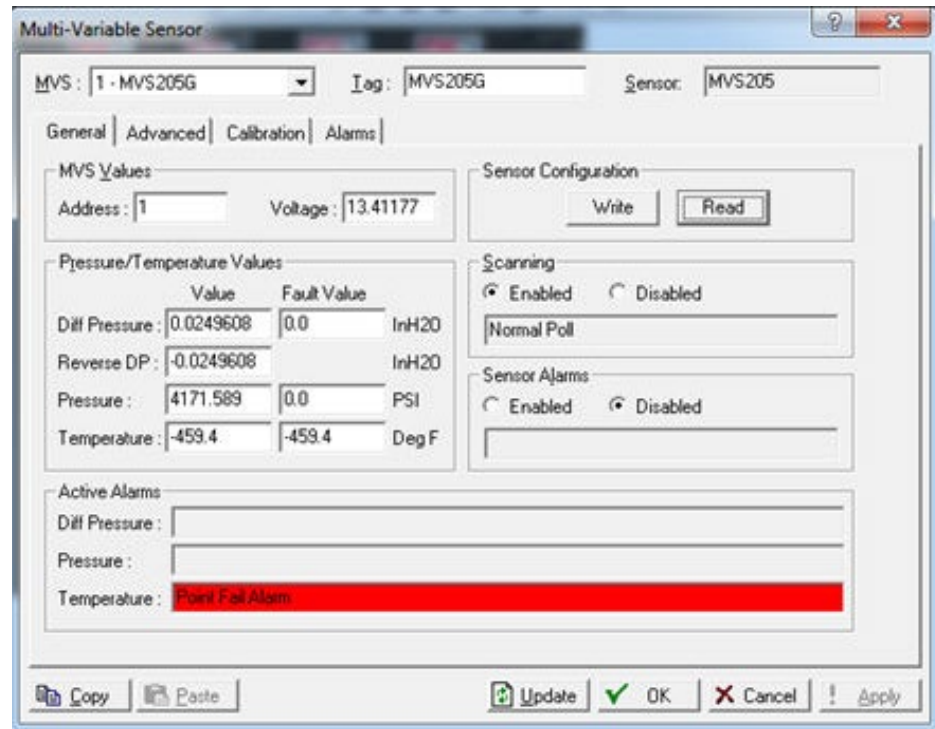 Multi-Variable Sensor
MVS : 1 - MVS205G Tag : MVS205G Sensor: MVS205
General Advanced Calibration Alarms
MVS Values
Address : 1 Voltage : 13.41177
Sensor Configuration
Write Read
Pressure/Temperature Values
Value Fault Value
Diff Pressure : 0.0249608 0.0 InH2O
Reverse DP : -0.0249608 InH2O
Pressure : 4171.589 0.0 PSI
Temperature : -459.4 -459.4 Deg F
Scanning
Enabled Disabled
Normal Poll
Sensor Alarms
Enabled Disabled
Active Alarms
Diff Pressure :
Pressure :
Temperature : Point Fail Alarm
Copy Paste Update OK Cancel Apply